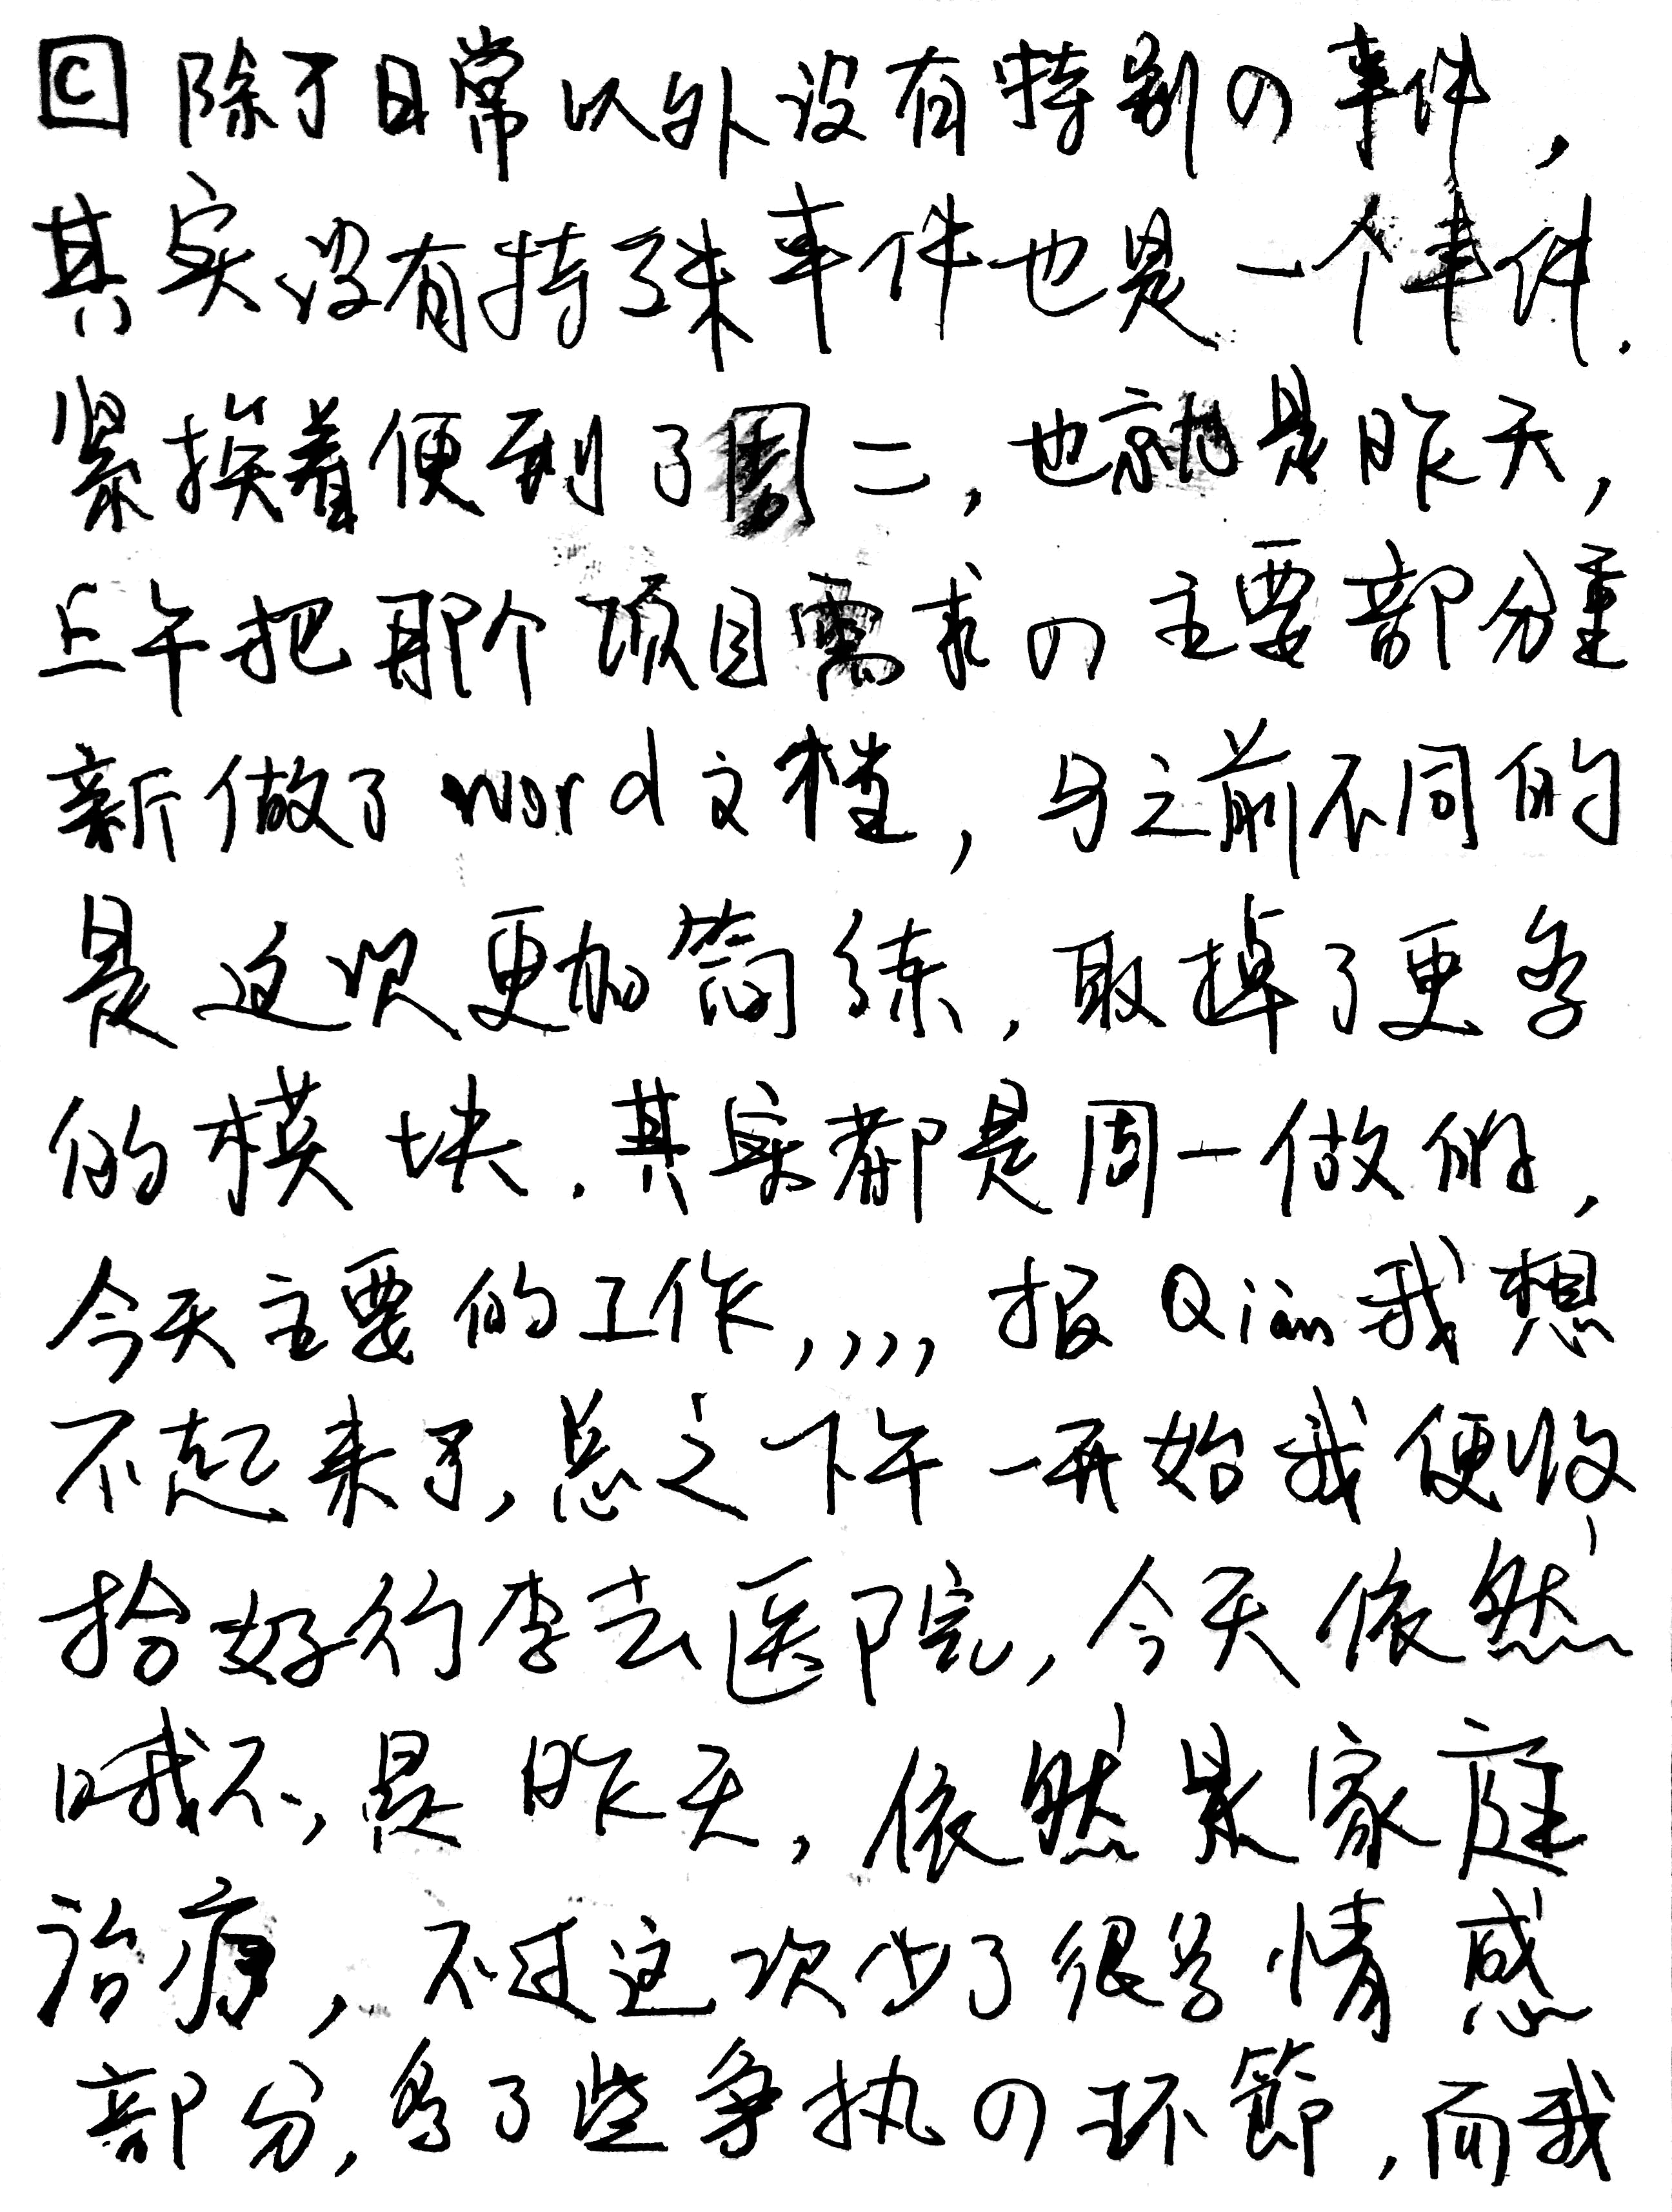 C 除了日常以外没有特别の事件,
其实没有特殊事件也是一个事件.
紧挨着便到了周二,也就是昨天,
上午把那个项目需求の主要部分重
新做了word文档,与之前不同的
是这次更加简练,取掉了更多
的模块.其实都是周一做的,
今天主要的工作,,,,,报Qian我想
不起来了,总之下午一开始我便收
拾好行李去医院,今天依然
哦不,是昨天,依然是家庭
治疗,不过这次少了很多情感
部分,多了些争执の环節,而我